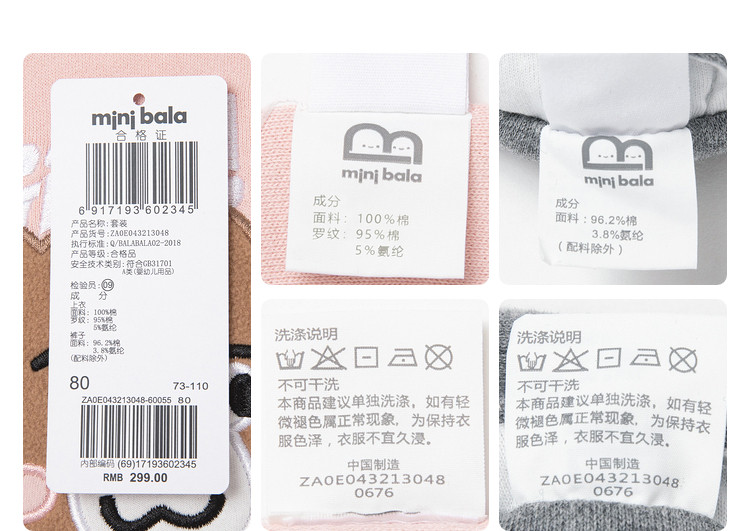 mini bala
合格证
6 917193 602345
产品名称:套装
产品货号:ZA0E043213048
执行标准:Q/BALABALA02-2018
产品等级:合格品
安全技术类别:符合GB31701
A类(婴幼儿用品)
检验员:09
成 分
上衣
面料:100%棉
罗纹:95%棉
5%氨纶
裤子
面料:96.2%棉
3.8%氨纶
(配料除外)
80 73-110
ZA0E043213048-60055 80
内部编码 (69)17193602345
RMB 299.00
mini bala
成分
面料:100%棉
罗纹:95%棉
5%氨纶
mini bala
成分
面料:96.2%棉
3.8%氨纶
(配料除外)
洗涤说明
不可干洗
本商品建议单独洗涤,如有轻
微褪色属正常现象,为保持衣
服色泽,衣服不宜久浸。
中国制造
ZA0E043213048
0676
洗涤说明
不可干洗
本商品建议单独洗涤,如有轻
微褪色属正常现象,为保持衣
服色泽,衣服不宜久浸。
中国制造
ZA0E043213048
0676